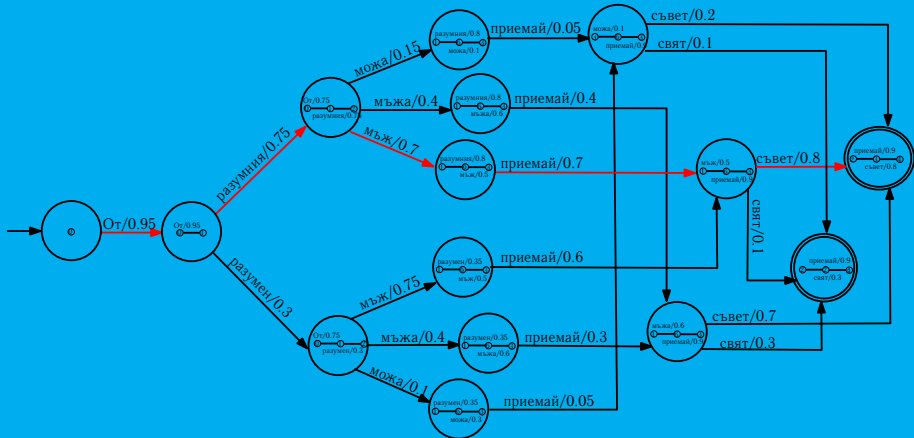 От/0.95
От/0.95
разумния/0.75
разумен/0.3
От/0.75
разумния/0.75
можа/0.15
мъжа/0.4
мъж/0.7
От/0.75
разумен/0.3
мъж/0.75
мъжа/0.4
можа/0.1
разумния/0.8
можа/0.1
приемай/0.05
разумния/0.8
мъжа/0.6
приемай/0.4
разумния/0.8
мъж/0.5
приемай/0.7
разумен/0.35
мъж/0.5
приемай/0.6
разумен/0.35
мъжа/0.6
приемай/0.3
разумен/0.35
можа/0.3
приемай/0.05
можа/0.1
съвет/0.2
свят/0.1
мъж/0.5
приемай/0.9
съвет/0.8
свят/0.1
мъжа/0.6
приемай/0.9
съвет/0.7
свят/0.3
приемай/0.9
съвет/0.8
приемай/0.9
свят/0.3